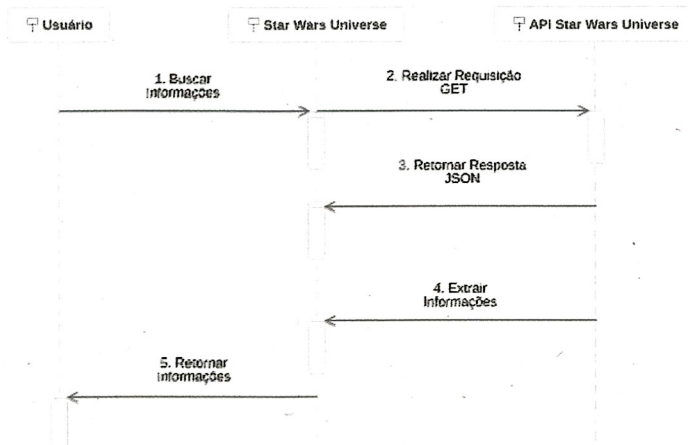 Usuário
Star Wars Universe
API Star Wars Universe
1. Buscar
Informações
2. Realizar Requisição
GET
3. Retornar Resposta
JSON
4. Extrair
Informações
5. Retornar
Informações